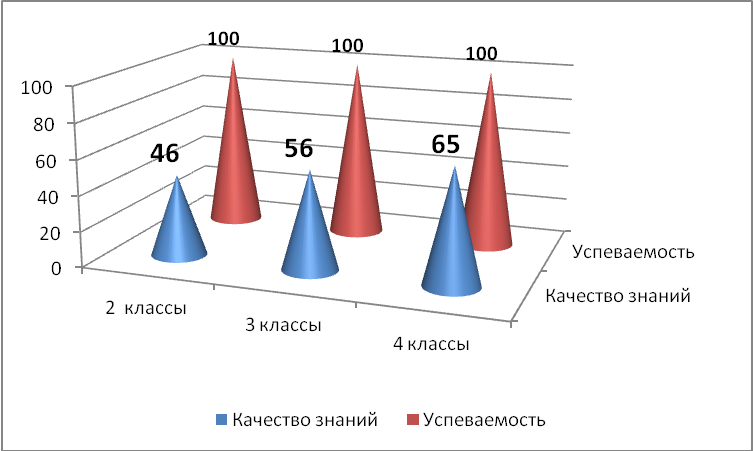 100
100
100
100
80
60
40
20
0
46
56
65
Успеваемость
Качество знаний
2  классы
3 классы
4 классы
Качество знаний
Успеваемость